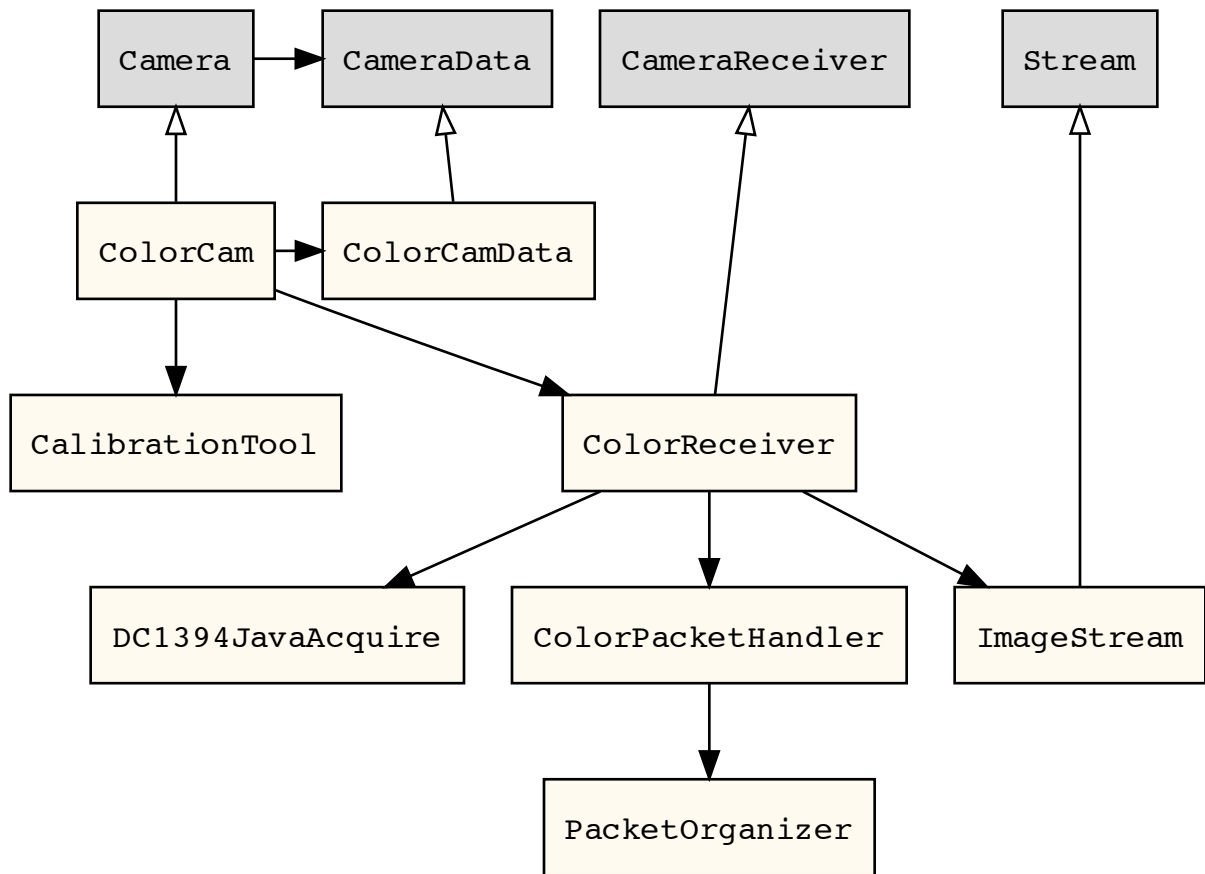 Camera
CameraData
CameraReceiver
Stream
ColorCam
ColorCamData
CalibrationTool
ColorReceiver
DC1394JavaAcquire
ColorPacketHandler
ImageStream
PacketOrganizer